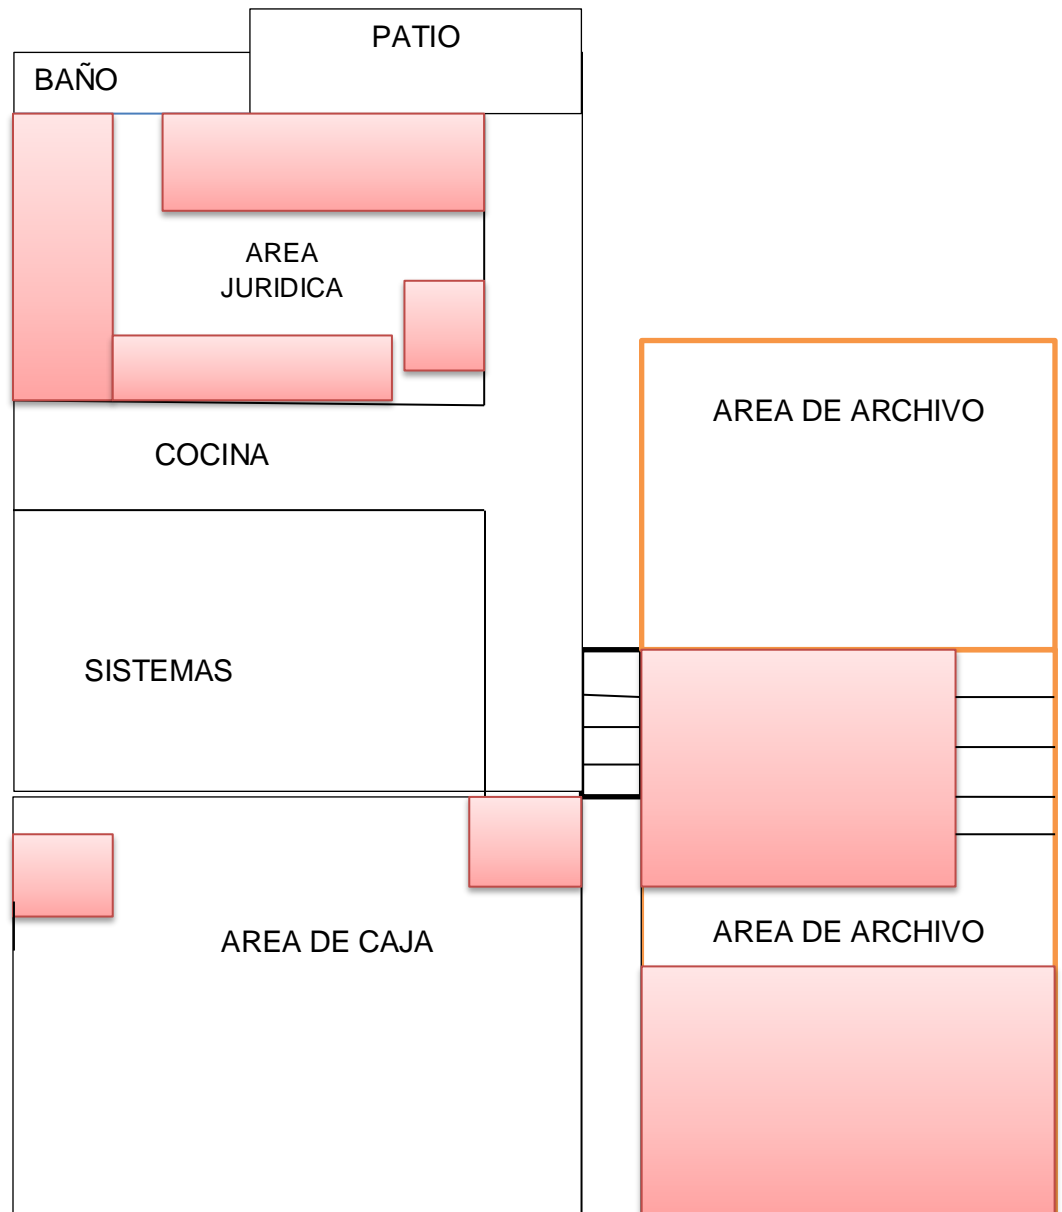 PATIO
BAÑO
AREA
JURIDICA
AREA DE ARCHIVO
COCINA
SISTEMAS
AREA DE ARCHIVO
AREA DE CAJA